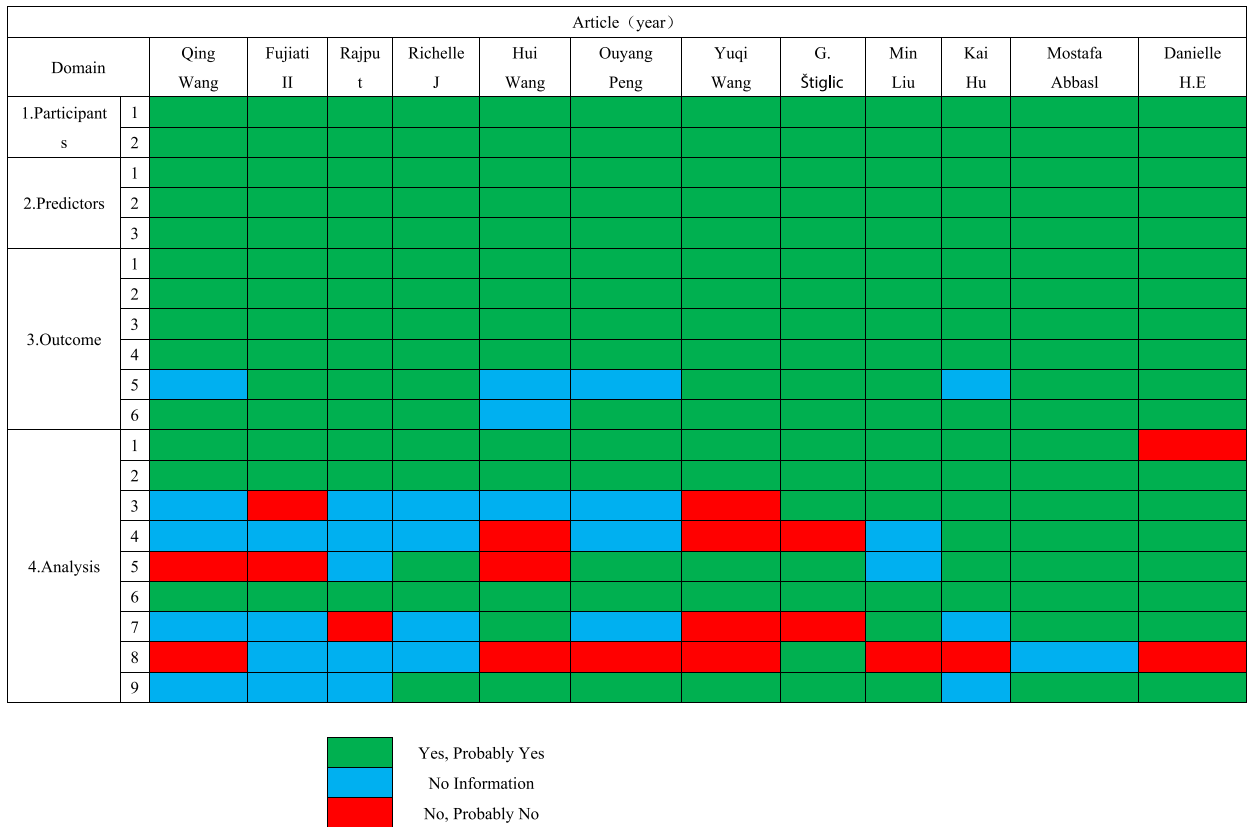 Article（year）
Domain
Qing Wang
Fujiati II
Rajpu t
Richelle J
Hui Wang
Ouyang Peng
Yuqi Wang
G. Štiglic
Min Liu
Kai Hu
Mostafa Abbasl
Danielle H.E
1.Participant s
1
2
2.Predictors
1
2
3
3.Outcome
1
2
3
4
5
6
4.Analysis
1
2
3
4
5
6
7
8
9
Yes, Probably Yes
No Information
No, Probably No